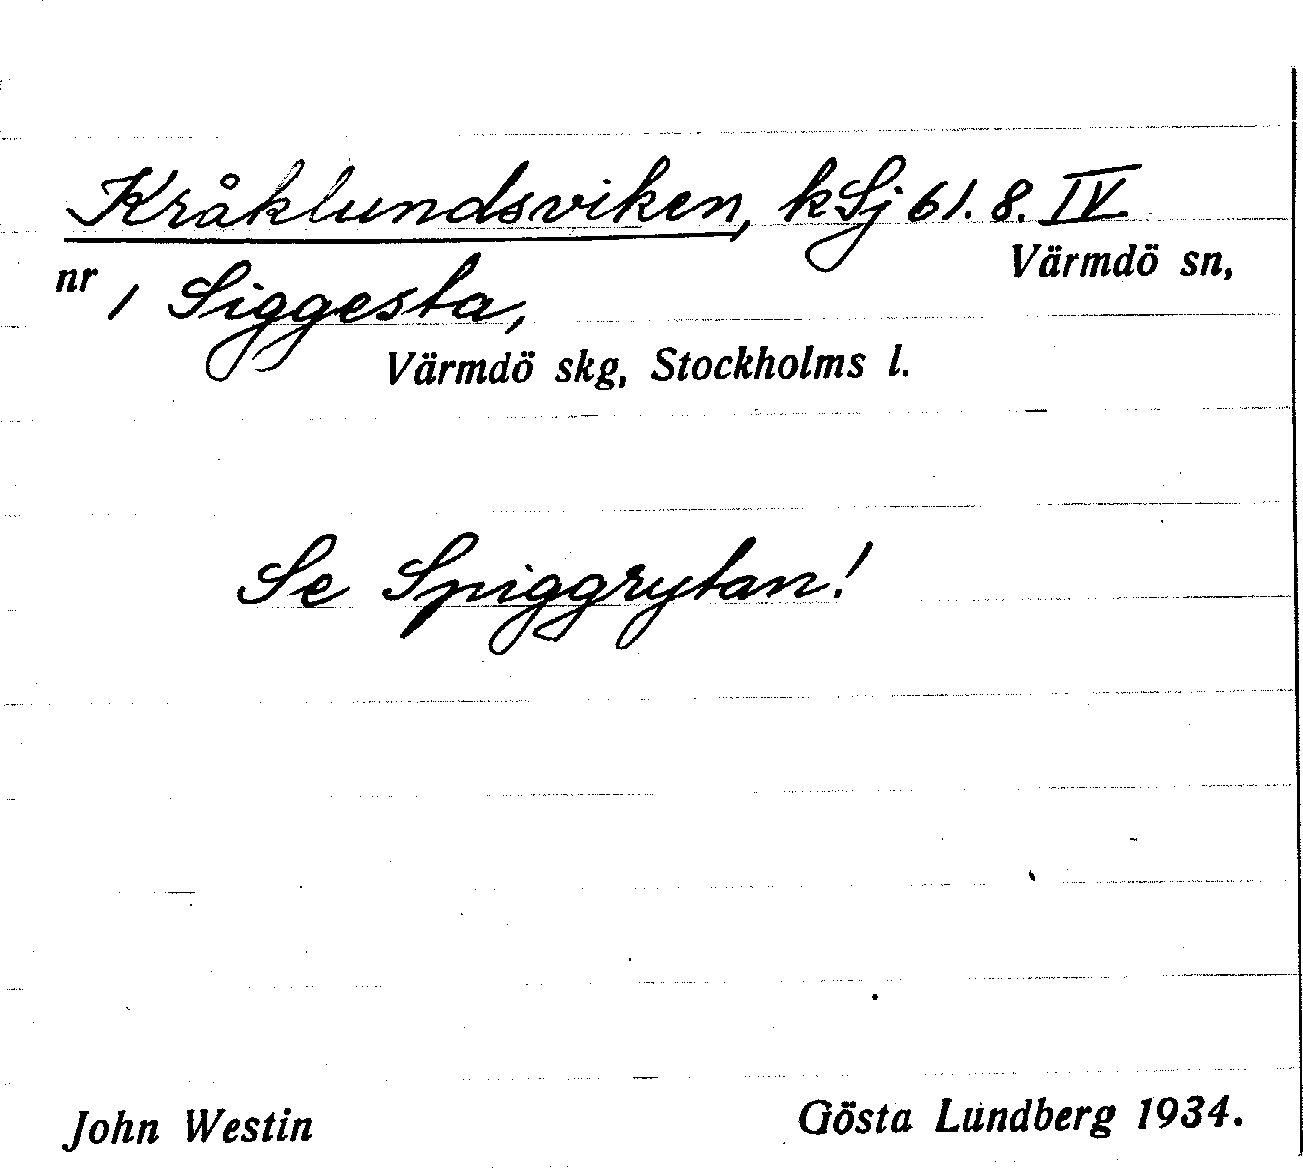 Kråklundsviken, kSj 61. 8. IV
Värmdö sn,
nr 1 Siggesta,
Värmdö skg, Stockholms l.
Se Spiggrytan!
John Westin
Gösta Lundberg 1934.